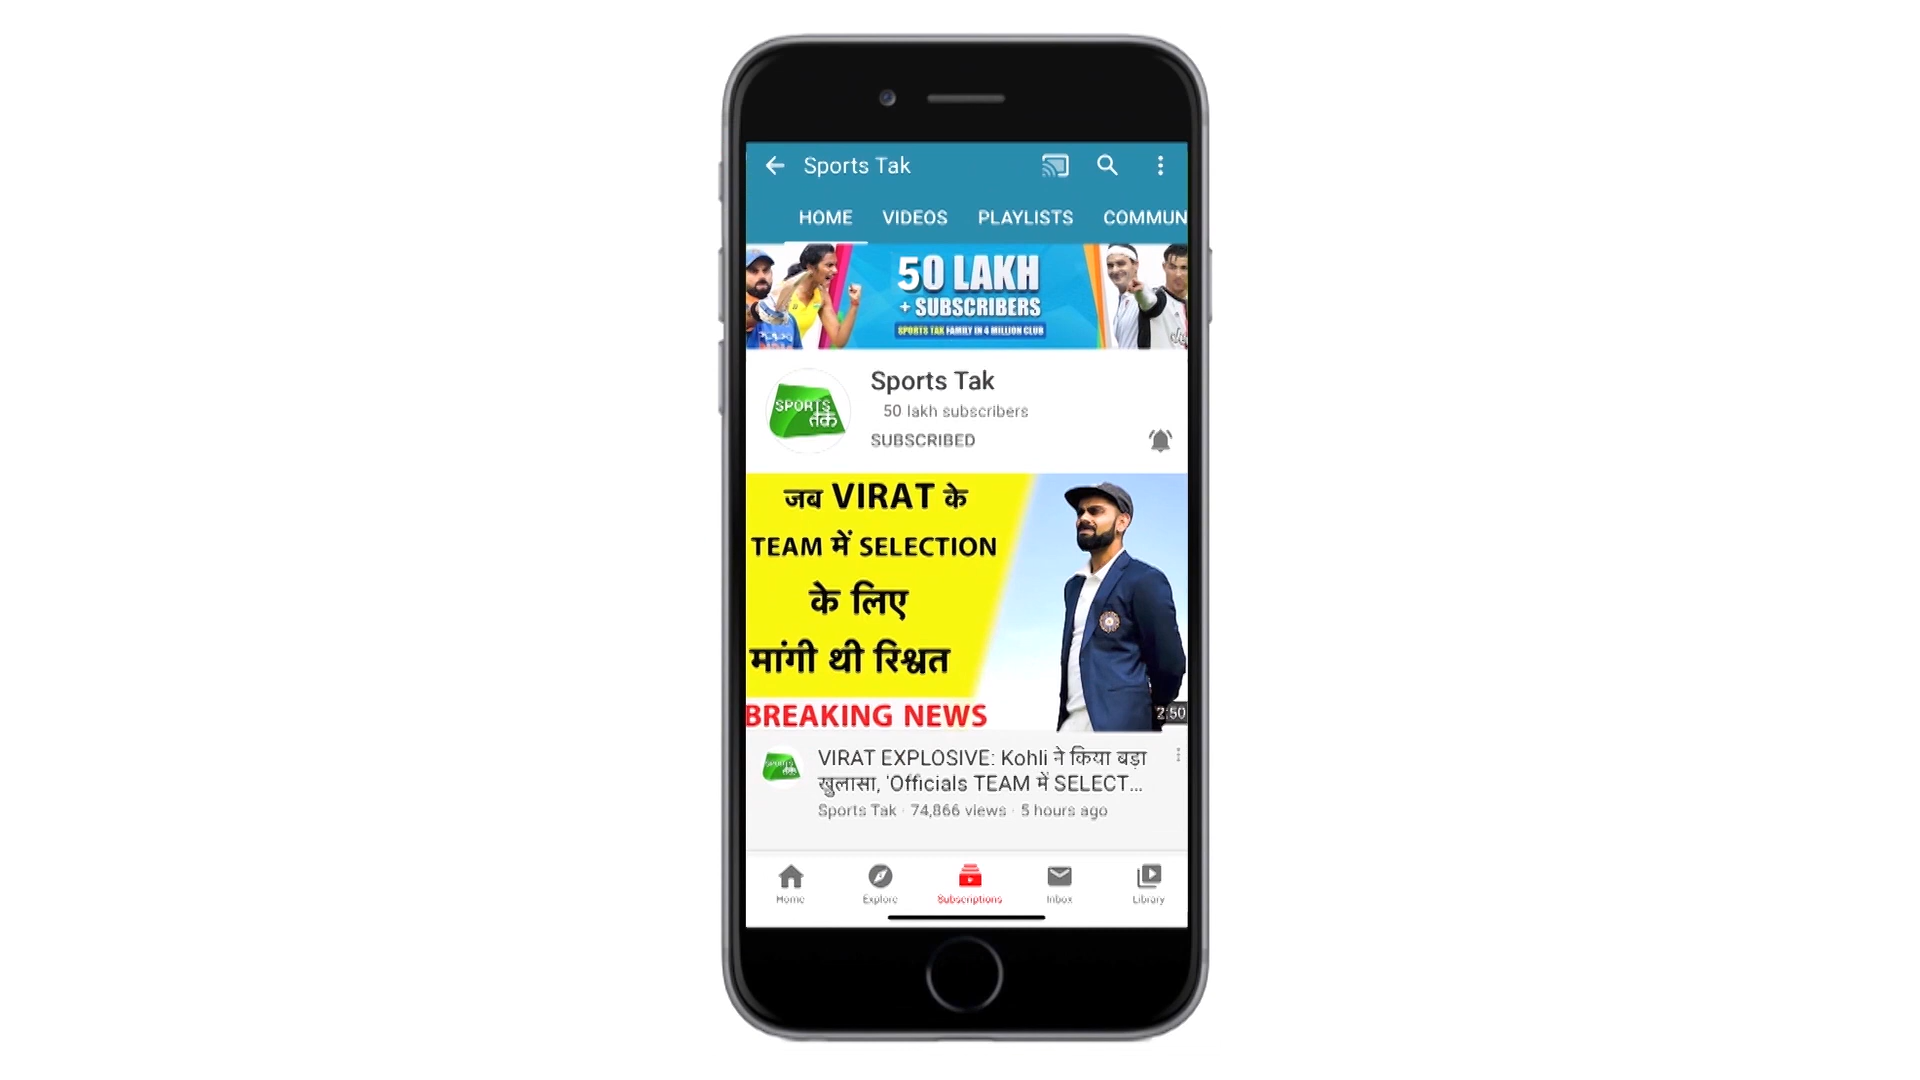 Sports Tak
HOME VIDEOS PLAYLISTS COMMUN
50 LAKH
+ SUBSCRIBERS
SPORTS TAK FAMILY IN 4 MILLION CLUB
Sports Tak
50 lakh subscribers
SUBSCRIBED
SPORTS
तक
जब VIRAT के
TEAM में SELECTION
के लिए
मांगी थी रिश्वत
BREAKING NEWS
2:50
VIRAT EXPLOSIVE: Kohli ने किया बड़ा
खुलासा, 'Officials TEAM में SELECT...
Sports Tak · 74,866 views · 5 hours ago
SPORTS
तक
Home Explore Subscriptions Inbox Library